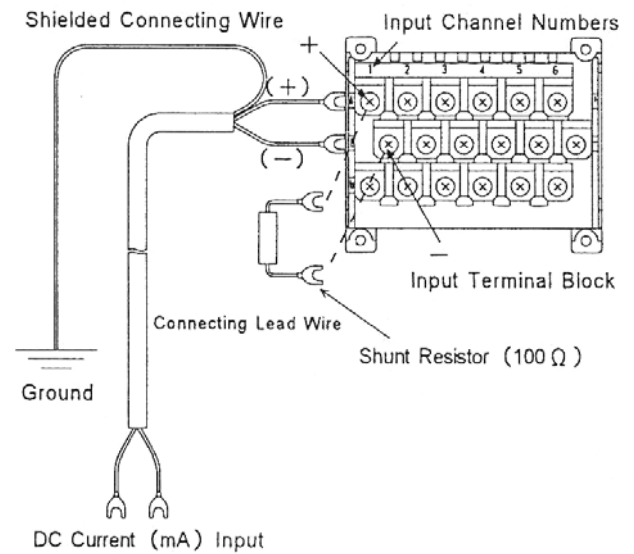 Shielded Connecting Wire
Input Channel Numbers
+
1 2 3 4 5 6
(+)
(-)
−
Input Terminal Block
Connecting Lead Wire
Shunt Resistor (100 Ω)
Ground
DC Current (mA) Input